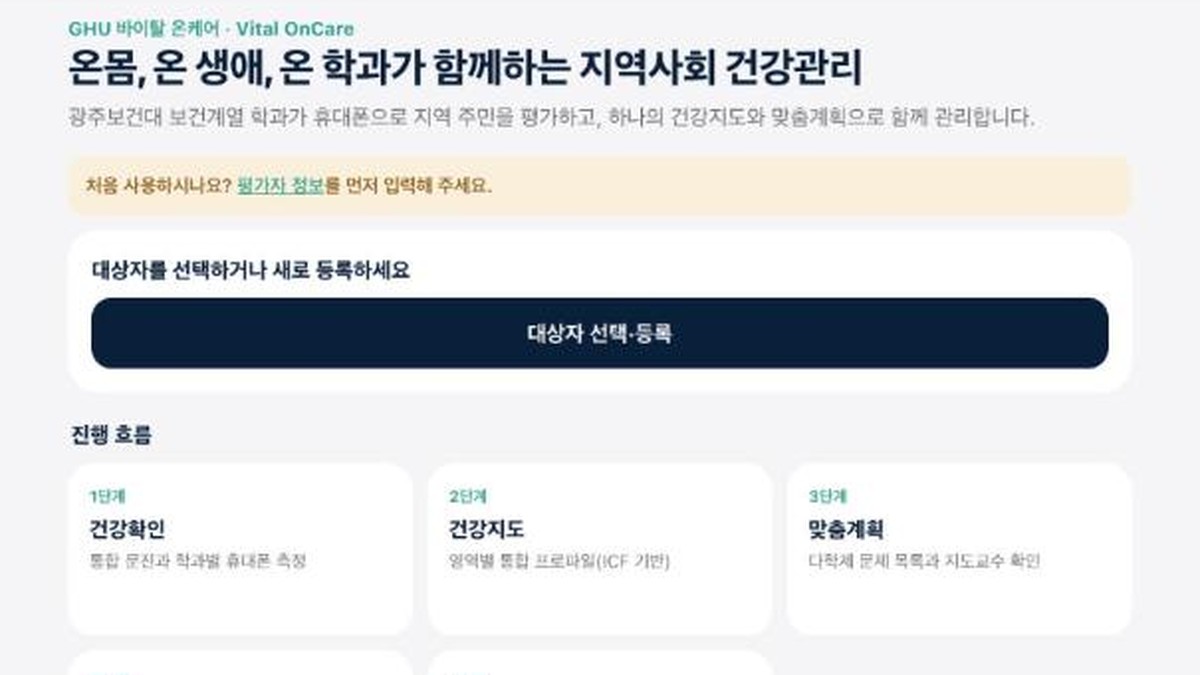 GHU 바이탈 온케어 · Vital OnCare
온몸, 온 생애, 온 학과가 함께하는 지역사회 건강관리
광주보건대 보건계열 학과가 휴대폰으로 지역 주민을 평가하고, 하나의 건강지도와 맞춤계획으로 함께 관리합니다.
처음 사용하시나요? 평가자 정보를 먼저 입력해 주세요.
대상자를 선택하거나 새로 등록하세요
대상자 선택·등록
진행 흐름
1단계
건강확인
통합 문진과 학과별 휴대폰 측정
2단계
건강지도
영역별 통합 프로파일(ICF 기반)
3단계
맞춤계획
다학제 문제 목록과 지도교수 확인